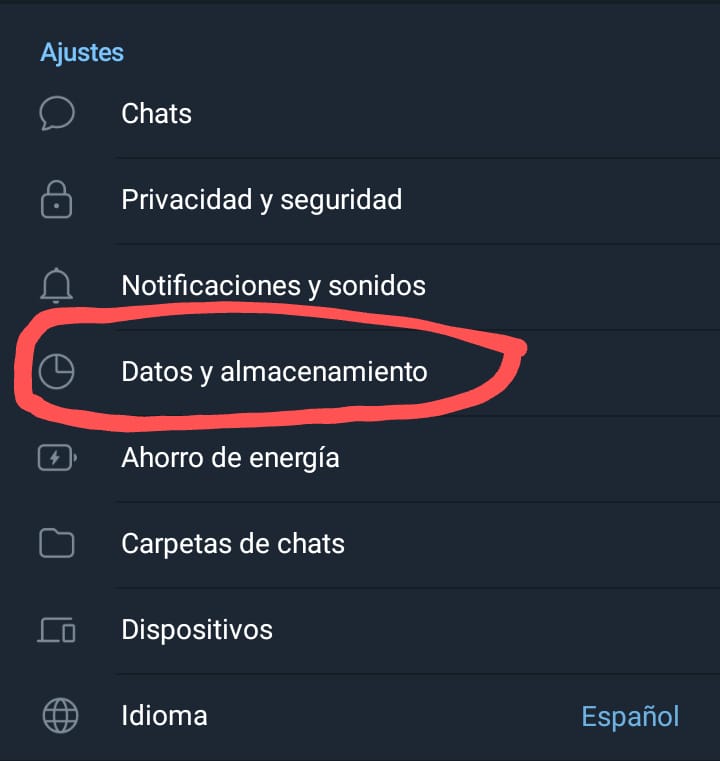 Ajustes
Chats
Privacidad y seguridad
Notificaciones y sonidos
Datos y almacenamiento
Ahorro de energía
Carpetas de chats
Dispositivos
Idioma Español